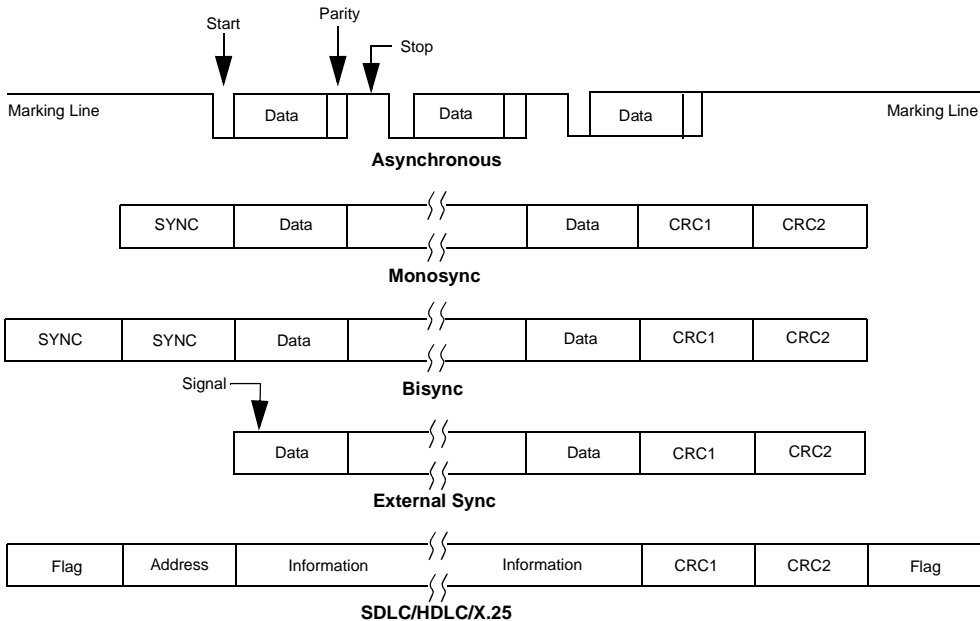 Start
Parity
Stop
Marking Line
Data
Data
Data
Marking Line
Asynchronous
SYNC
Data
Data
CRC1
CRC2
Monosync
SYNC
SYNC
Data
Data
CRC1
CRC2
Bisync
Signal
Data
Data
CRC1
CRC2
External Sync
Flag
Address
Information
Information
CRC1
CRC2
Flag
SDLC/HDLC/X.25